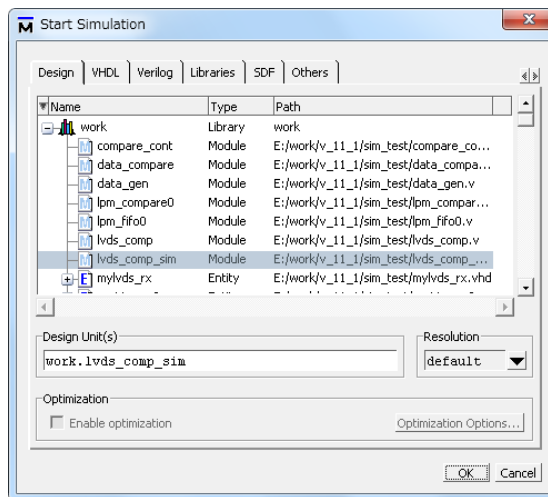 Start Simulation
Design VHDL Verilog Libraries SDF Others
Name Type Path
work Library work
compare_cont Module E:/work/v_11_1/sim_test/compare_co...
data_compare Module E:/work/v_11_1/sim_test/data_compa...
data_gen Module E:/work/v_11_1/sim_test/data_gen.v
lpm_compare0 Module E:/work/v_11_1/sim_test/lpm_compar...
lpm_fifo0 Module E:/work/v_11_1/sim_test/lpm_fifo0.v
lvds_comp Module E:/work/v_11_1/sim_test/lvds_comp.v
lvds_comp_sim Module E:/work/v_11_1/sim_test/lvds_comp_...
mylvds_rx Entity E:/work/v_11_1/sim_test/mylvds_rx.vhd
Design Unit(s) Resolution
work.lvds_comp_sim default
Optimization
Enable optimization Optimization Options...
OK Cancel